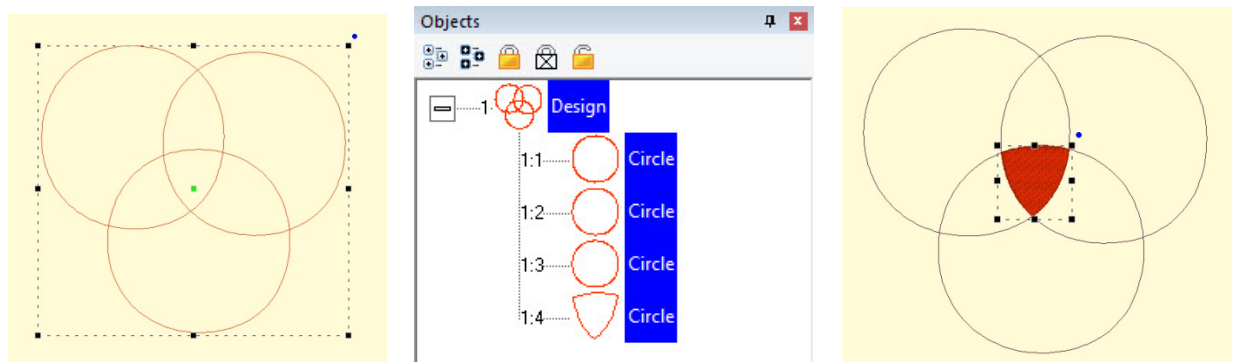 Objects
1 Design
1:1 Circle
1:2 Circle
1:3 Circle
1:4 Circle